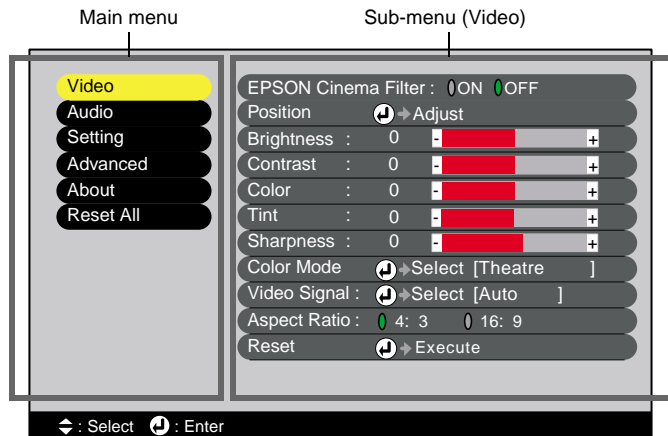 Main menu
Sub-menu (Video)
Video
Audio
Setting
Advanced
About
Reset All
EPSON Cinema Filter : ON OFF
Position Adjust
Brightness : 0 - +
Contrast : 0 - +
Color : 0 - +
Tint : 0 - +
Sharpness : 0 - +
Color Mode Select [Theatre ]
Video Signal : Select [Auto ]
Aspect Ratio : 4: 3 16: 9
Reset Execute
: Select : Enter